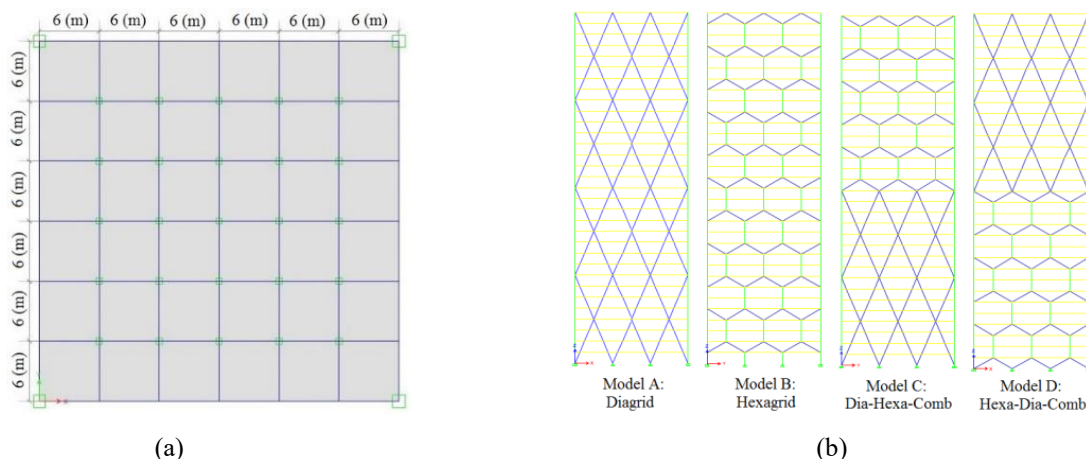 6 (m) 6 (m) 6 (m) 6 (m) 6 (m) 6 (m)
6 (m)
6 (m)
6 (m)
6 (m)
6 (m)
6 (m)
X
Z
X
Z
Y
Z
X
Z
X
Model A:
Diagrid
Model B:
Hexagrid
Model C:
Dia-Hexa-Comb
Model D:
Hexa-Dia-Comb
(a)
(b)